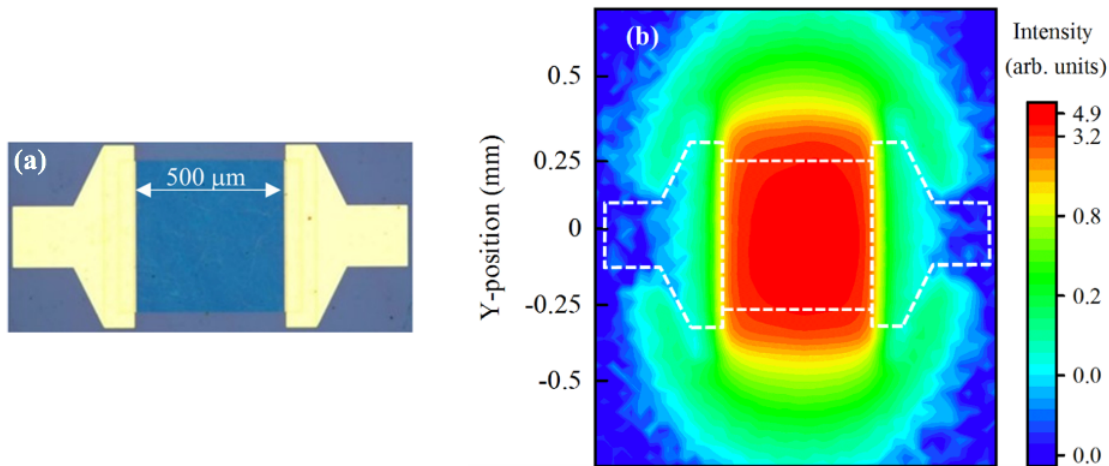 (a)
500 μm
(b)
Y-position (mm)
0.5
0.25
0
-0.25
-0.5
Intensity
(arb. units)
4.9
3.2
0.8
0.2
0.0
0.0